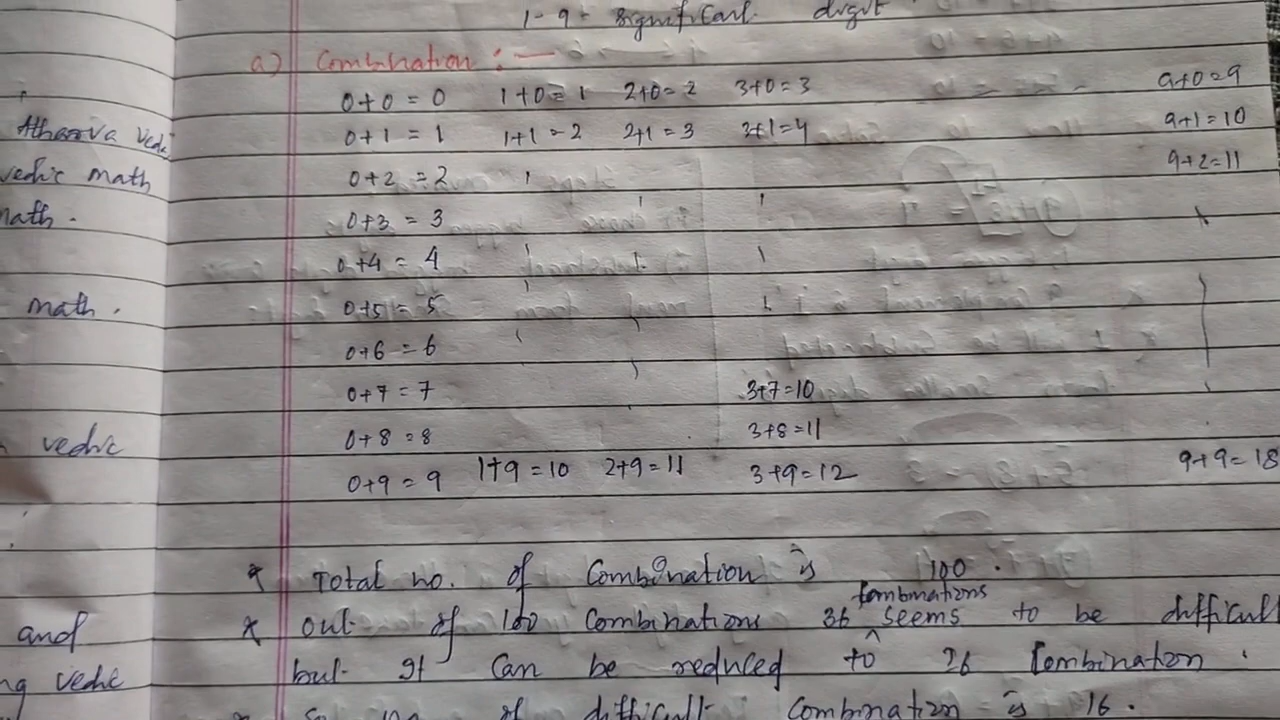 1-9 = significant digit
a) Combination :-
0+0 = 0 1+0=1 2+0=2 3+0=3 9+0=9
0+1 = 1 1+1=2 2+1=3 3+1=4 9+1=10
0+2 =2 9+2=11
0+3 = 3
0+4 = 4
0+5 = 5
0+6 = 6
0+7 = 7 3+7=10
0+8 =8 3+8=11
0+9 = 9 1+9=10 2+9=11 3+9=12 9+9=18
* Total no. of Combination is 100.
combinations
* out of 100 Combinations 36 ^ seems to be difficult
but It can be reduced to 26 Combination.
of difficult Combination is 16.
Atharva Vede
vedic math
math.
math.
vedic
and
vedic